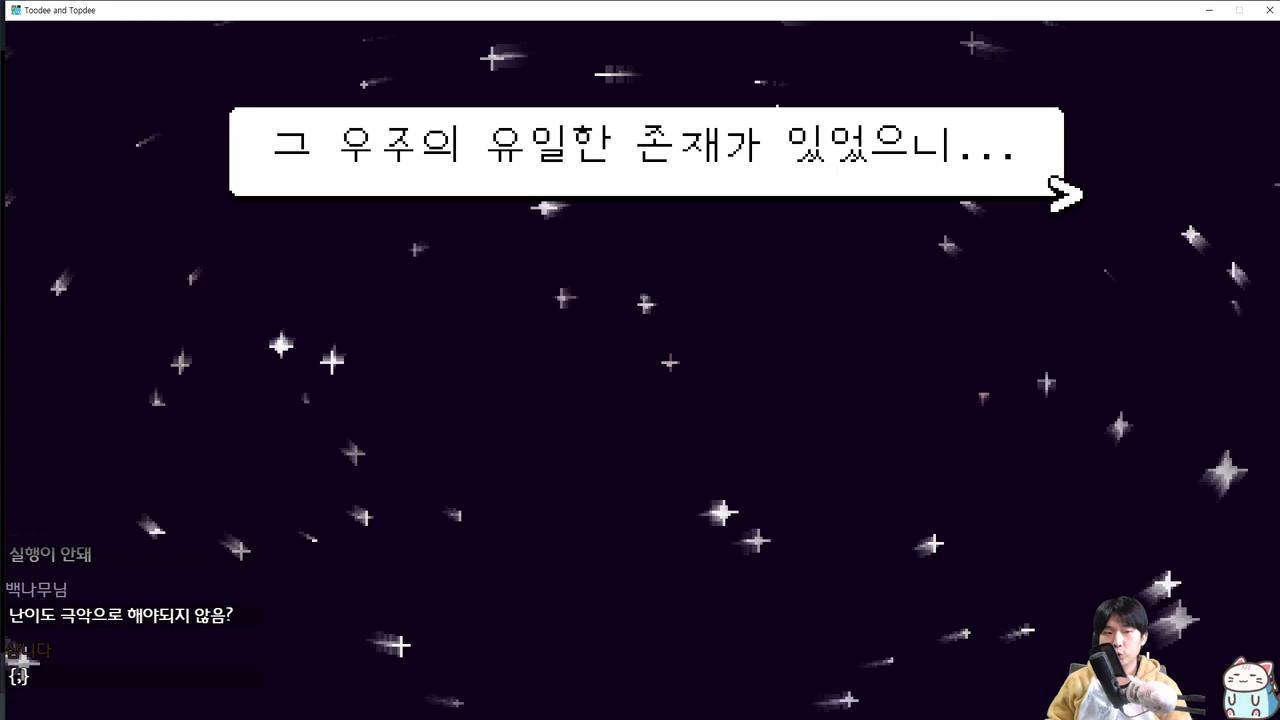 Toodee and Topdee
그 우주의 유일한 존재가 있었으니...
실행이 안돼
백나무님
난이도 극악으로 해야되지 않음?
{;}